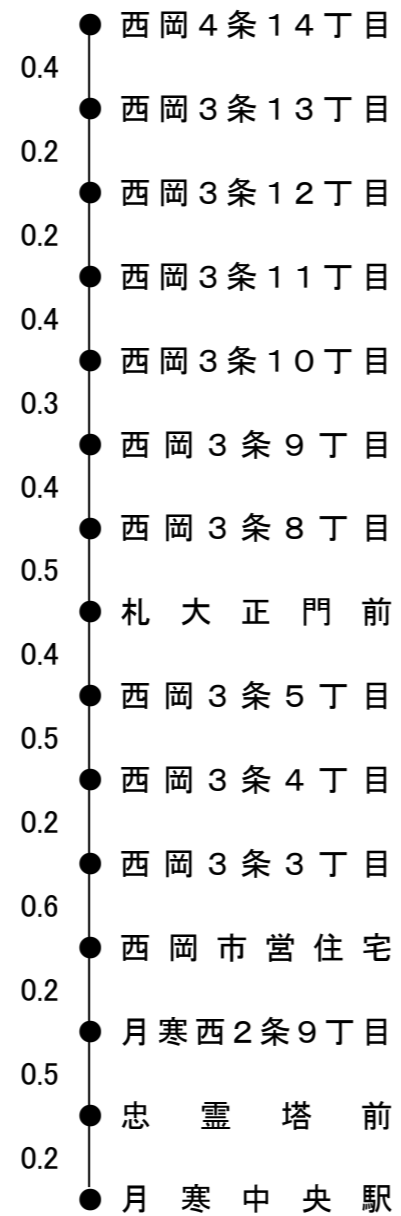 西岡４条１４丁目
0.4
西岡３条１３丁目
0.2
西岡３条１２丁目
0.2
西岡３条１１丁目
0.4
西岡３条１０丁目
0.3
西岡３条９丁目
0.4
西岡３条８丁目
0.5
札大正門前
0.4
西岡３条５丁目
0.5
西岡３条４丁目
0.2
西岡３条３丁目
0.6
西岡市営住宅
0.2
月寒西２条９丁目
0.5
忠霊塔前
0.2
月寒中央駅